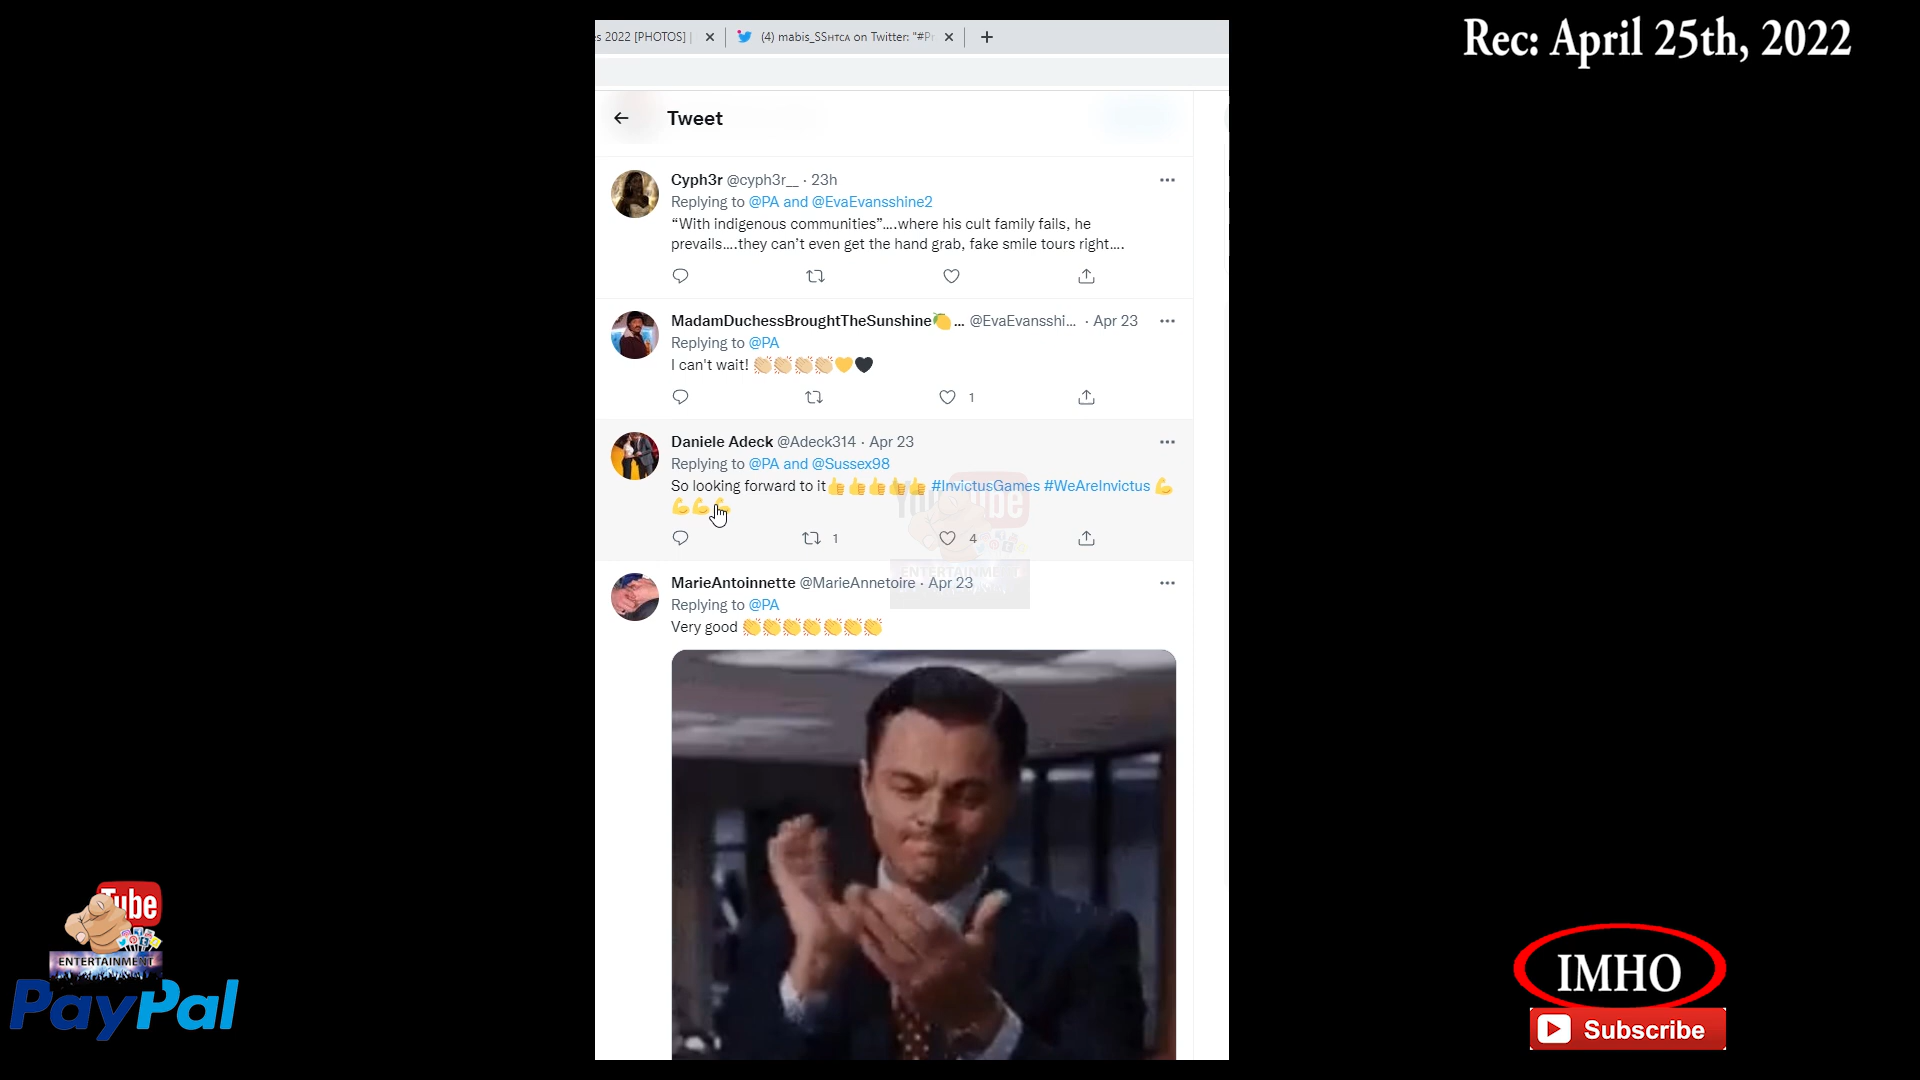 Rec: April 25th, 2022
s 2022 [PHOTOS] |
(4) mabis_SSʜᴛᴄᴀ on Twitter: "#Pr
Tweet
Cyph3r @cyph3r__ · 23h
Replying to @PA and @EvaEvansshine2
“With indigenous communities”....where his cult family fails, he
prevails....they can’t even get the hand grab, fake smile tours right....
MadamDuchessBroughtTheSunshine🍋... @EvaEvansshi... · Apr 23
Replying to @PA
I can't wait! 👏🏼👏🏼👏🏼👏🏼💛🖤
1
Daniele Adeck @Adeck314 · Apr 23
Replying to @PA and @Sussex98
So looking forward to it👍👍👍👍👍 #InvictusGames #WeAreInvictus 💪
💪💪💪
1 4
MarieAntoinnette @MarieAnnetoire · Apr 23
Replying to @PA
Very good 👏👏👏👏👏👏👏
YouTube
ENTERTAINMENT
Tube
ENTERTAINMENT
PayPal
IMHO
Subscribe